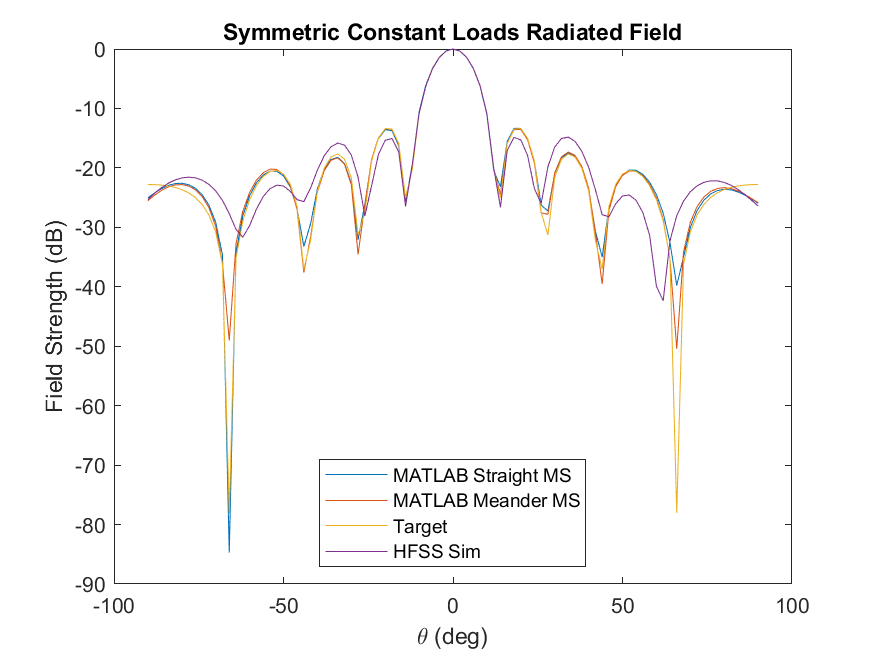 Symmetric Constant Loads Radiated Field
0
-10
-20
-30
-40
-50
-60
-70
-80
-90
Field Strength (dB)
MATLAB Straight MS
MATLAB Meander MS
Target
HFSS Sim
-100
-50
0
50
100
θ (deg)